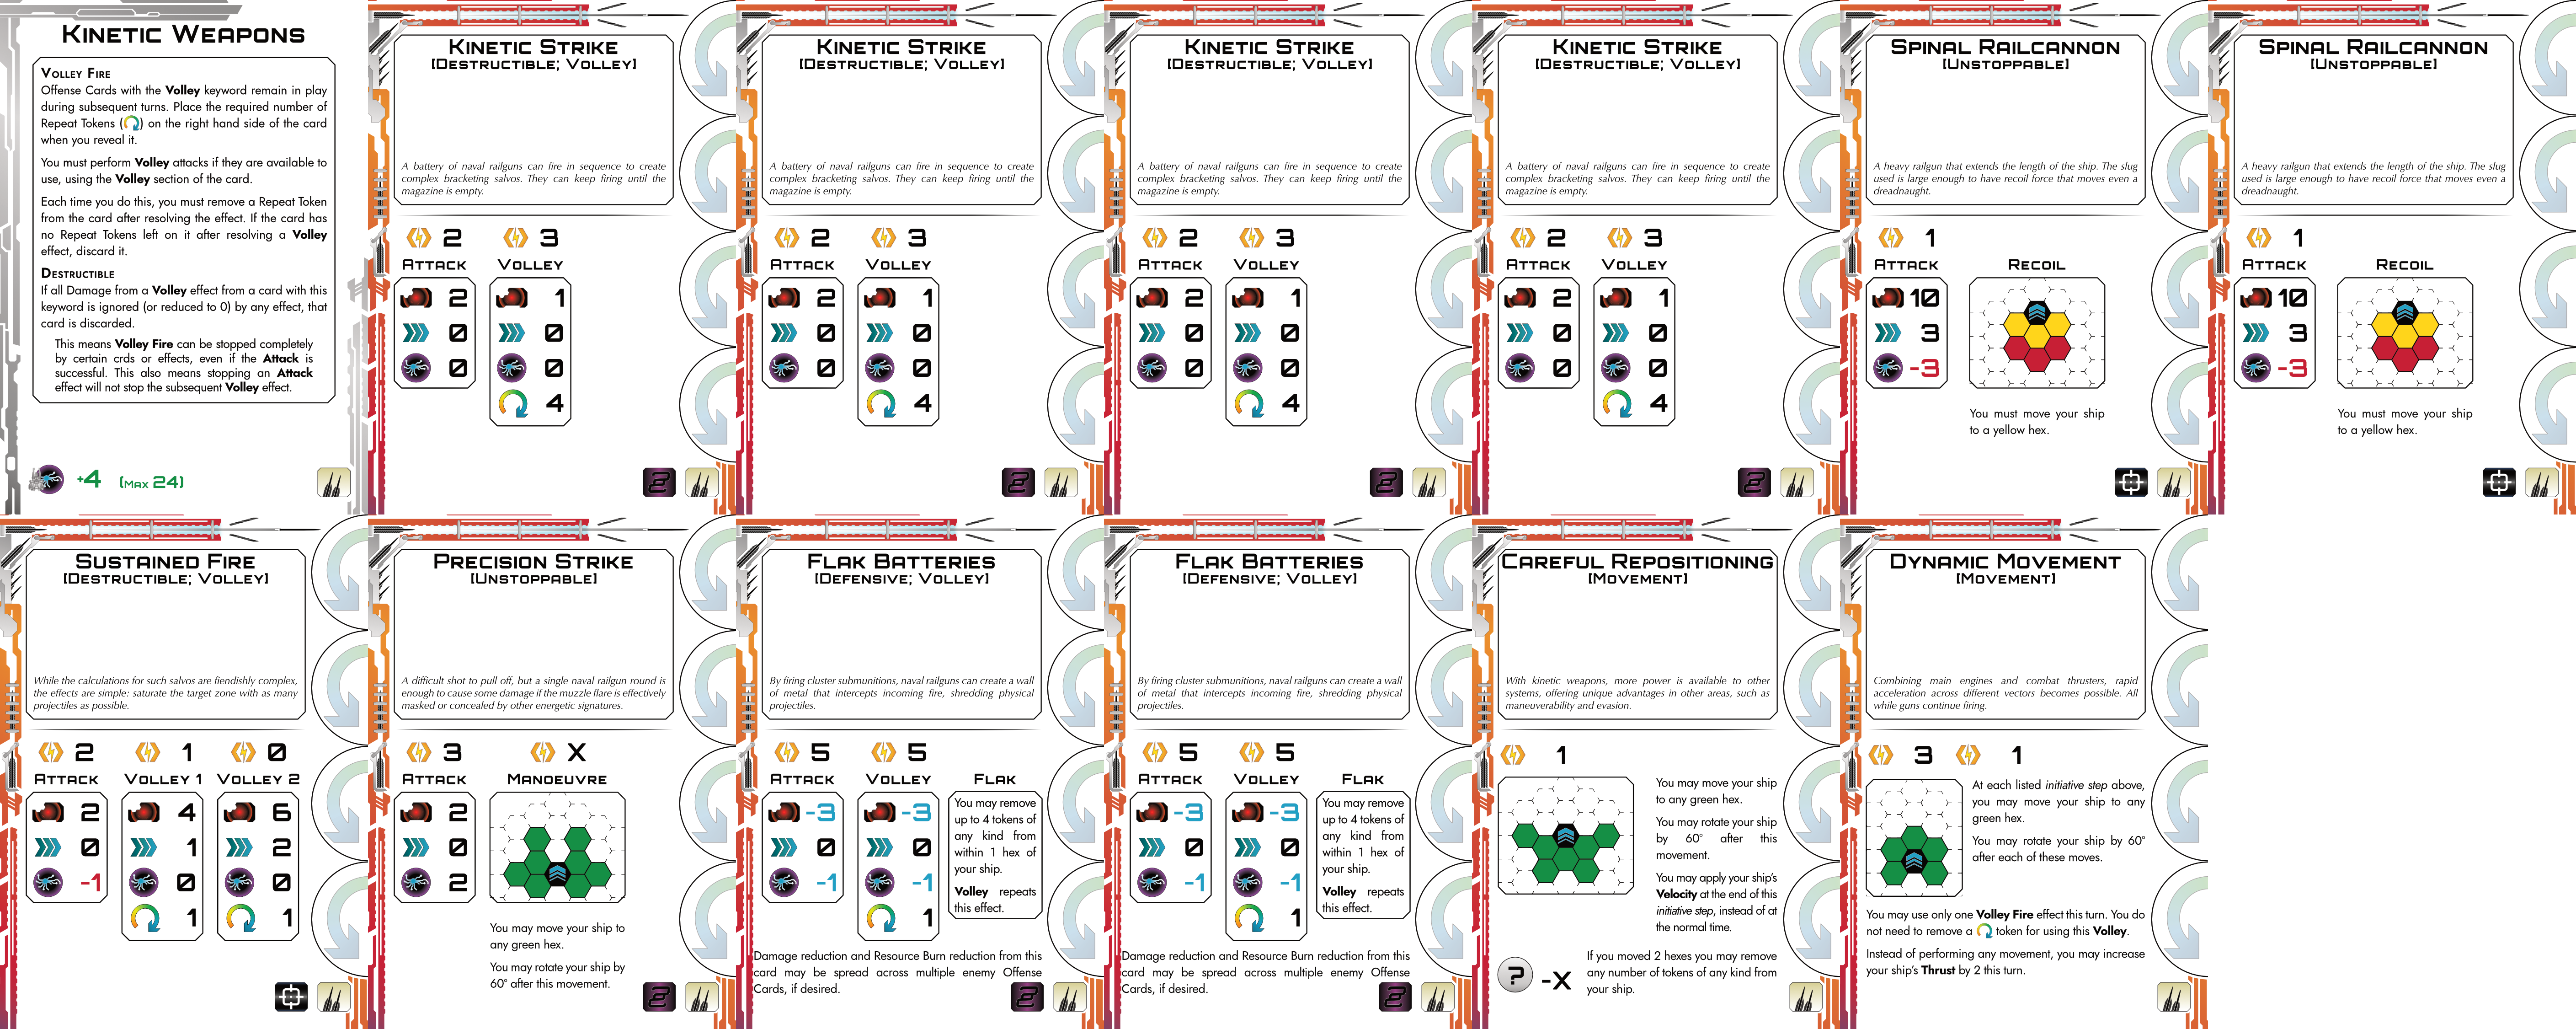 KINETIC WEAPONS
VOLLEY FIRE
Offense Cards with the Volley keyword remain in play
during subsequent turns. Place the required number of
Repeat Tokens ( ) on the right hand side of the card
when you reveal it.
You must perform Volley attacks if they are available to
use, using the Volley section of the card.
Each time you do this, you must remove a Repeat Token
from the card after resolving the effect. If the card has
no Repeat Tokens left on it after resolving a Volley
effect, discard it.
DESTRUCTIBLE
If all Damage from a Volley effect from a card with this
keyword is ignored (or reduced to 0) by any effect, that
card is discarded.
This means Volley Fire can be stopped completely
by certain crds or effects, even if the Attack is
successful. This also means stopping an Attack
effect will not stop the subsequent Volley effect.
+4 (MAX 24)
KINETIC STRIKE
[DESTRUCTIBLE; VOLLEY]
A battery of naval railguns can fire in sequence to create
complex bracketing salvos. They can keep firing until the
magazine is empty.
2 3
ATTACK VOLLEY
2 1
0 0
0 0
4
2
KINETIC STRIKE
[DESTRUCTIBLE; VOLLEY]
A battery of naval railguns can fire in sequence to create
complex bracketing salvos. They can keep firing until the
magazine is empty.
2 3
ATTACK VOLLEY
2 1
0 0
0 0
4
2
KINETIC STRIKE
[DESTRUCTIBLE; VOLLEY]
A battery of naval railguns can fire in sequence to create
complex bracketing salvos. They can keep firing until the
magazine is empty.
2 3
ATTACK VOLLEY
2 1
0 0
0 0
4
2
KINETIC STRIKE
[DESTRUCTIBLE; VOLLEY]
A battery of naval railguns can fire in sequence to create
complex bracketing salvos. They can keep firing until the
magazine is empty.
2 3
ATTACK VOLLEY
2 1
0 0
0 0
4
2
SPINAL RAILCANNON
[UNSTOPPABLE]
A heavy railgun that extends the length of the ship. The slug
used is large enough to have recoil force that moves even a
dreadnaught.
1
ATTACK RECOIL
10
3
-3
You must move your ship
to a yellow hex.
SPINAL RAILCANNON
[UNSTOPPABLE]
A heavy railgun that extends the length of the ship. The slug
used is large enough to have recoil force that moves even a
dreadnaught.
1
ATTACK RECOIL
10
3
-3
You must move your ship
to a yellow hex.
SUSTAINED FIRE
[DESTRUCTIBLE; VOLLEY]
While the calculations for such salvos are fiendishly complex,
the effects are simple: saturate the target zone with as many
projectiles as possible.
2 1 0
ATTACK VOLLEY 1 VOLLEY 2
2 4 6
0 1 2
-1 0 0
1 1
PRECISION STRIKE
[UNSTOPPABLE]
A difficult shot to pull off, but a single naval railgun round is
enough to cause some damage if the muzzle flare is effectively
masked or concealed by other energetic signatures.
3 X
ATTACK MANOEUVRE
2
0
2
You may move your ship to
any green hex.
You may rotate your ship by
60° after this movement.
2
FLAK BATTERIES
[DEFENSIVE; VOLLEY]
By firing cluster submunitions, naval railguns can create a wall
of metal that intercepts incoming fire, shredding physical
projectiles.
5 5
ATTACK VOLLEY FLAK
-3 -3
0 0
-1 -1
1
You may remove
up to 4 tokens of
any kind from
within 1 hex of
your ship.
Volley repeats
this effect.
Damage reduction and Resource Burn reduction from this
card may be spread across multiple enemy Offense
Cards, if desired.
2
FLAK BATTERIES
[DEFENSIVE; VOLLEY]
By firing cluster submunitions, naval railguns can create a wall
of metal that intercepts incoming fire, shredding physical
projectiles.
5 5
ATTACK VOLLEY FLAK
-3 -3
0 0
-1 -1
1
You may remove
up to 4 tokens of
any kind from
within 1 hex of
your ship.
Volley repeats
this effect.
Damage reduction and Resource Burn reduction from this
card may be spread across multiple enemy Offense
Cards, if desired.
2
CAREFUL REPOSITIONING
[MOVEMENT]
With kinetic weapons, more power is available to other
systems, offering unique advantages in other areas, such as
maneuverability and evasion.
1
You may move your ship
to any green hex.
You may rotate your ship
by 60° after this
movement.
You may apply your ship's
Velocity at the end of this
initiative step, instead of at
the normal time.
? -X
If you moved 2 hexes you may remove
any number of tokens of any kind from
your ship.
DYNAMIC MOVEMENT
[MOVEMENT]
Combining main engines and combat thrusters, rapid
acceleration across different vectors becomes possible. All
while guns continue firing.
3 1
At each listed initiative step above,
you may move your ship to any
green hex.
You may rotate your ship by 60°
after each of these moves.
You may use only one Volley Fire effect this turn. You do
not need to remove a token for using this Volley.
Instead of performing any movement, you may increase
your ship's Thrust by 2 this turn.